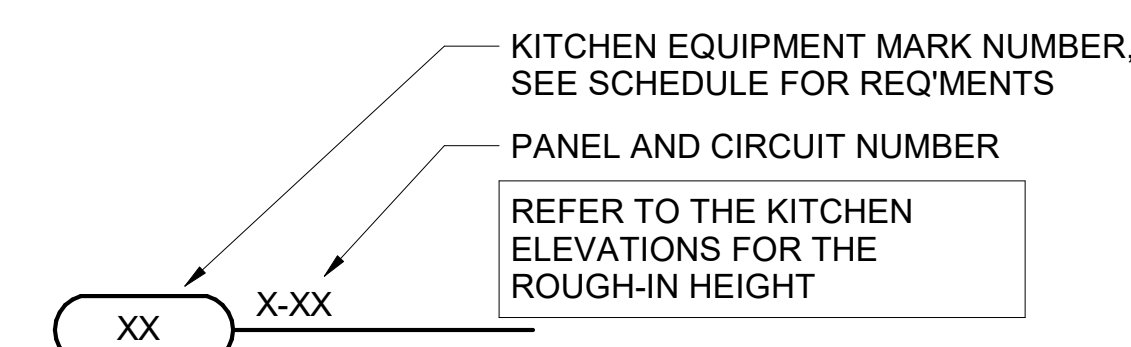 KITCHEN EQUIPMENT MARK NUMBER,
SEE SCHEDULE FOR REQ'MENTS
PANEL AND CIRCUIT NUMBER
REFER TO THE KITCHEN
ELEVATIONS FOR THE
ROUGH-IN HEIGHT
X-XX
XX